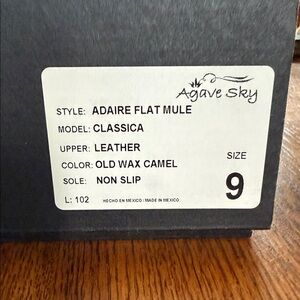 Agave Sky
STYLE: ADAIRE FLAT MULE
MODEL: CLASSICA
UPPER: LEATHER
COLOR: OLD WAX CAMEL
SIZE
SOLE: NON SLIP
9
L: 102
HECHO EN MEXICO / MADE IN MEXICO